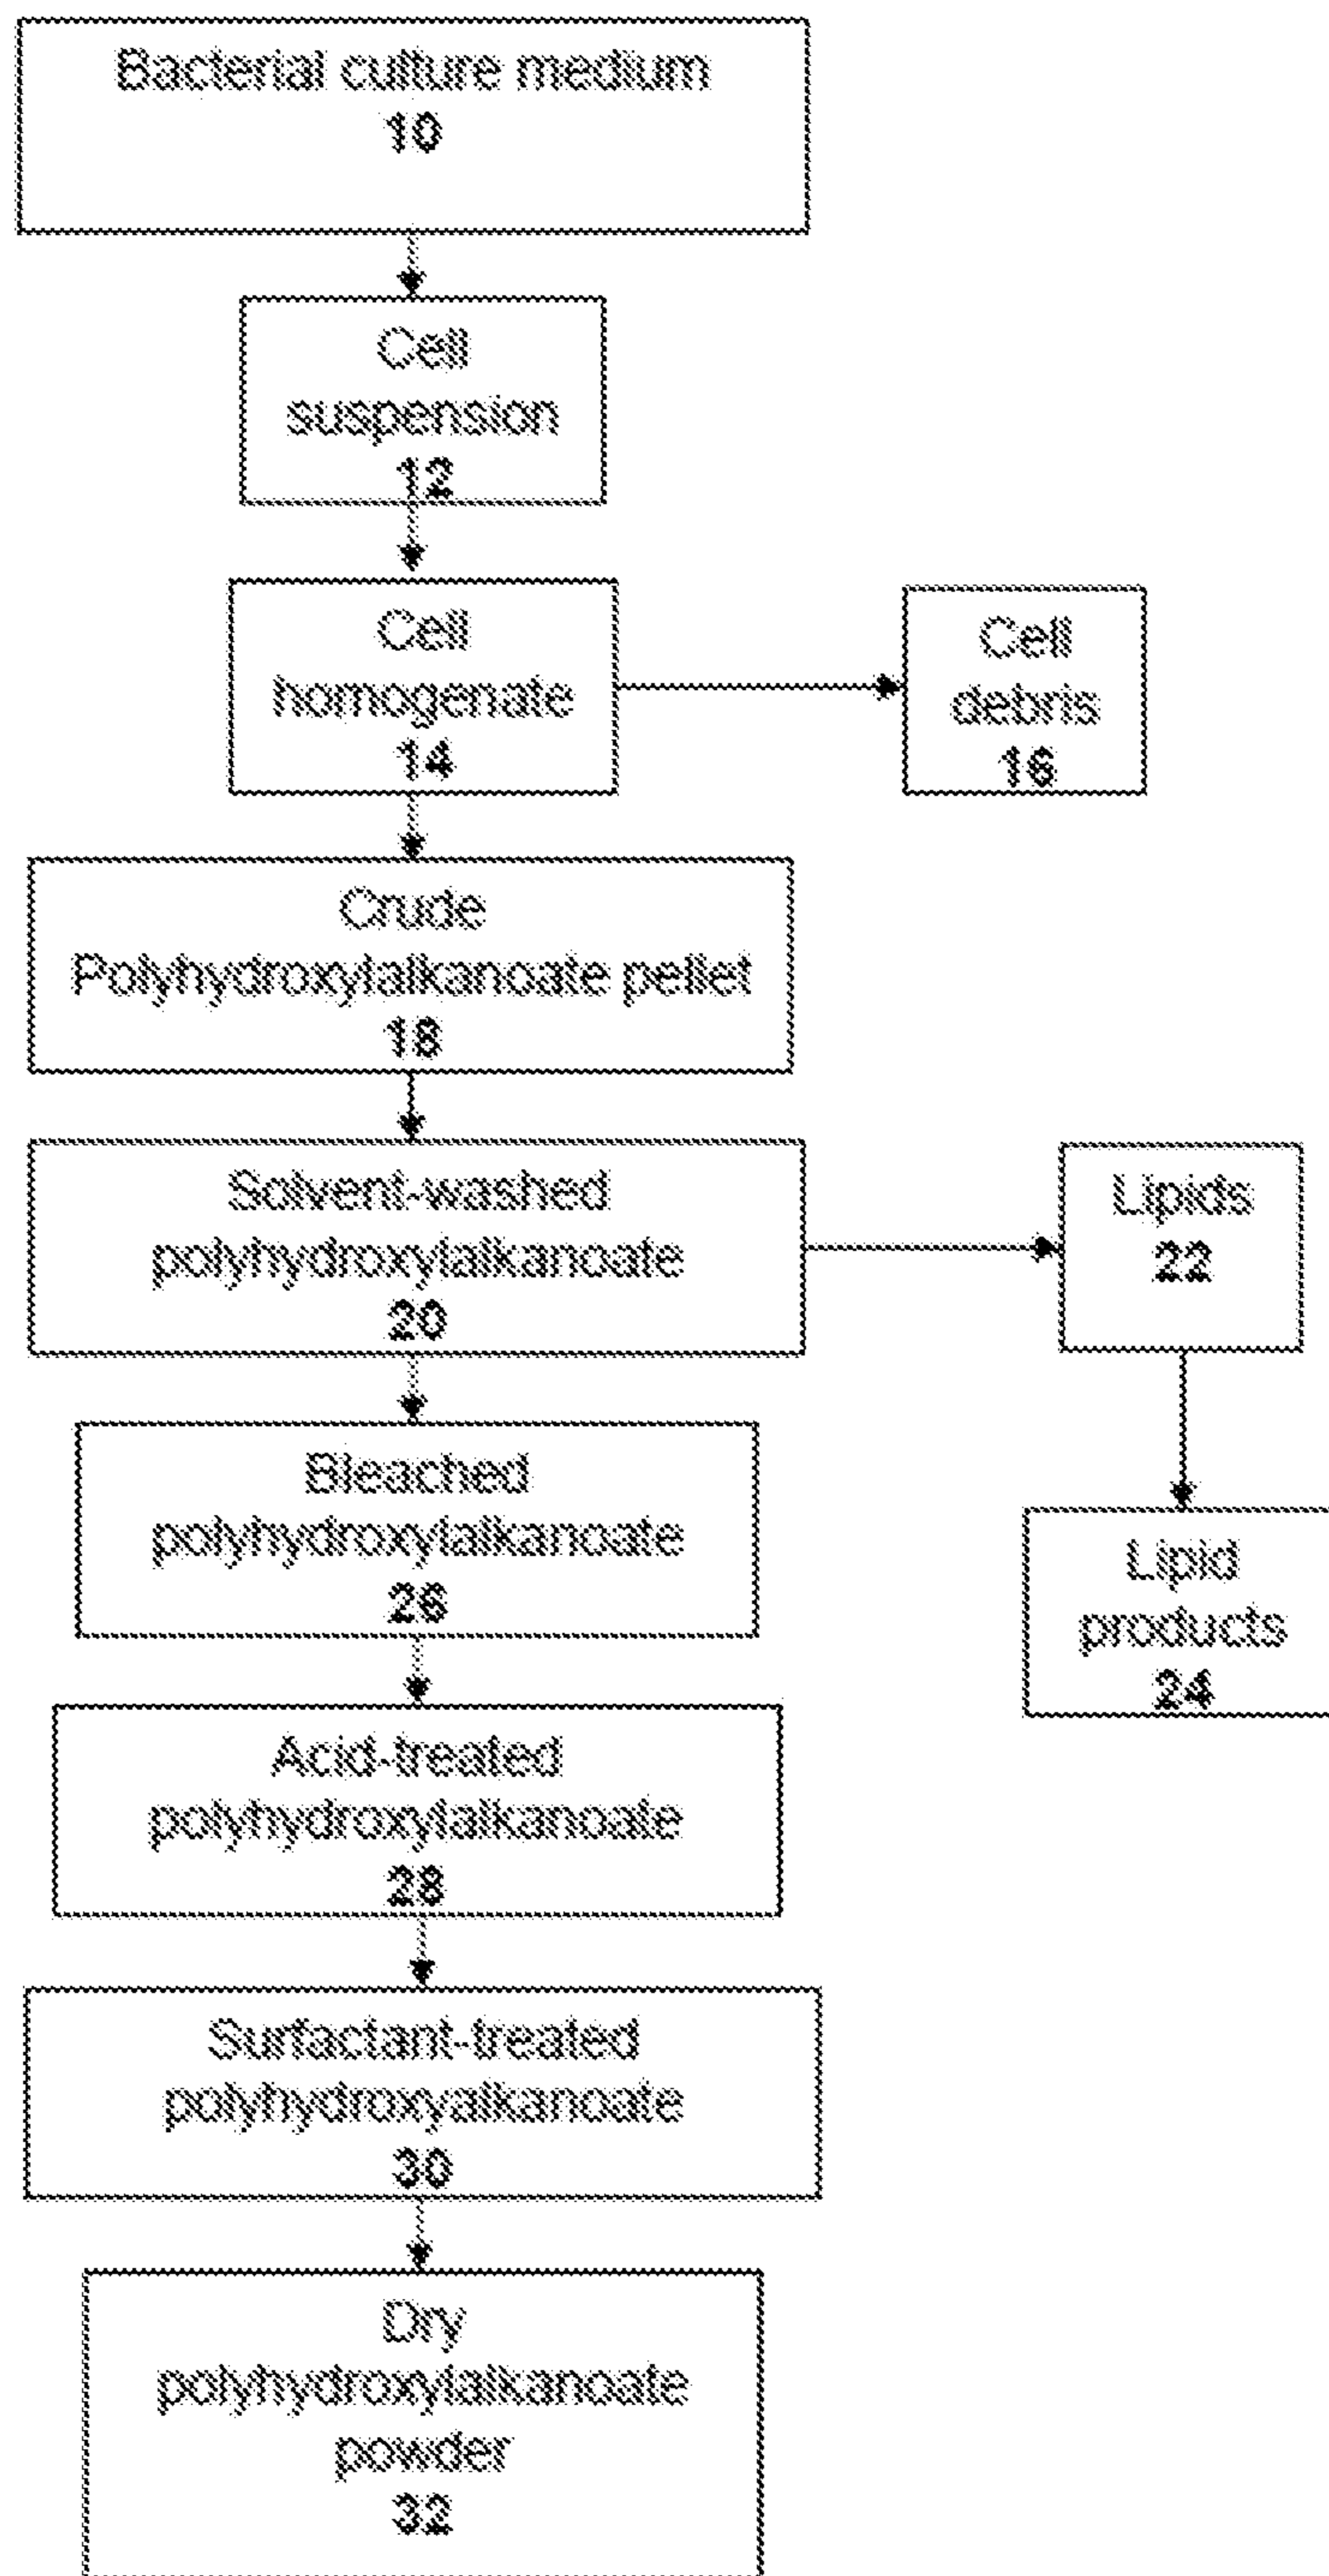 Bacterial culture medium
10
Cell
suspension
12
Cell
homogenate
14
Cell
debris
16
Crude
Polyhydroxylalkanoate pellet
18
Solvent-washed
polyhydroxylalkanoate
20
Lipids
22
Bleached
polyhydroxylalkanoate
26
Lipid
products
24
Acid-treated
polyhydroxylalkanoate
28
Surfactant-treated
polyhydroxyalkanoate
30
Dry
polyhydroxylalkanoate
powder
32